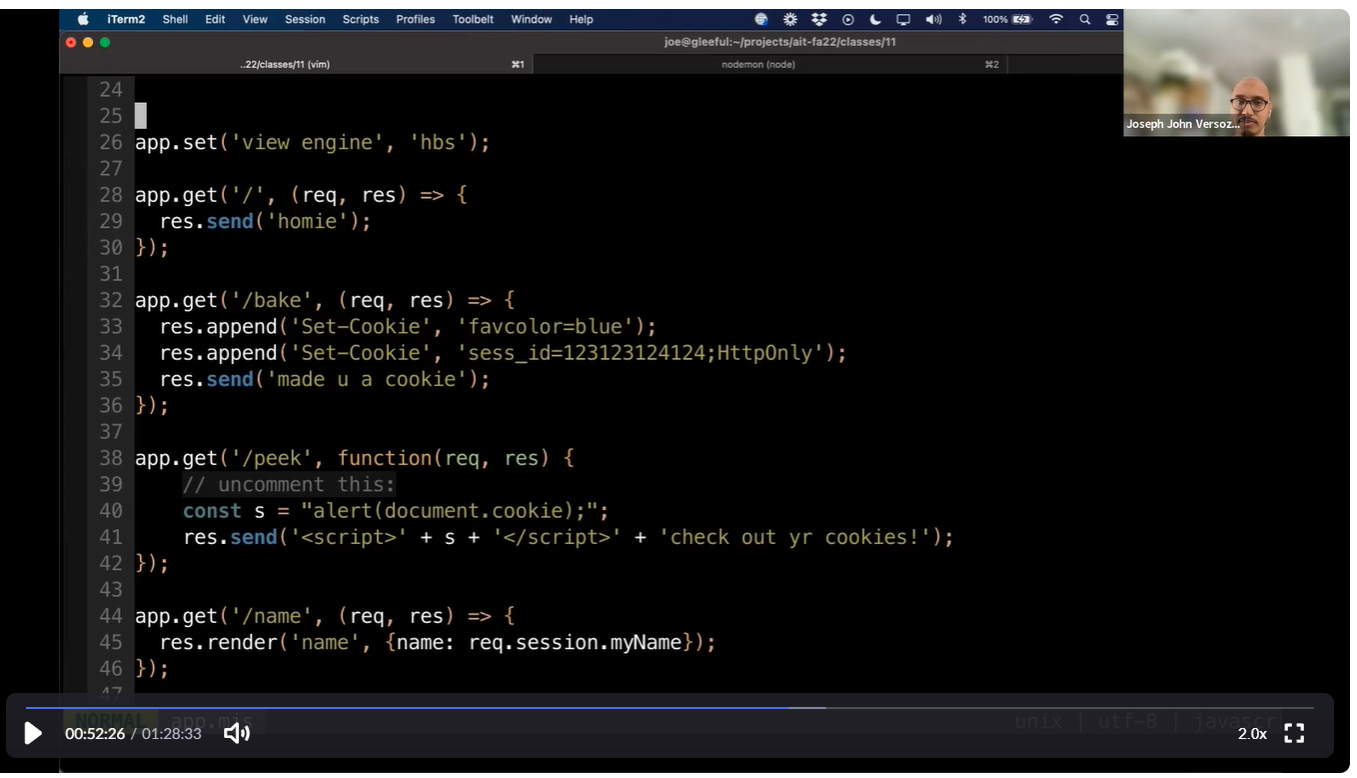 iTerm2 Shell Edit View Session Scripts Profiles Toolbelt Window Help 100%
joe@gleeful:~/projects/ait-fa22/classes/11
..22/classes/11 (vim) ⌘1 nodemon (node) ⌘2
Joseph John Versoz...
24
25
26 app.set('view engine', 'hbs');
27
28 app.get('/', (req, res) => {
29   res.send('homie');
30 });
31
32 app.get('/bake', (req, res) => {
33   res.append('Set-Cookie', 'favcolor=blue');
34   res.append('Set-Cookie', 'sess_id=123123124124;HttpOnly');
35   res.send('made u a cookie');
36 });
37
38 app.get('/peek', function(req, res) {
39     // uncomment this:
40     const s = "alert(document.cookie);";
41     res.send('<script>' + s + '</script>' + 'check out yr cookies!');
42 });
43
44 app.get('/name', (req, res) => {
45   res.render('name', {name: req.session.myName});
46 });
47
NORMAL app.mjs unix | utf-8 | javascr
00:52:26 / 01:28:33 2.0x